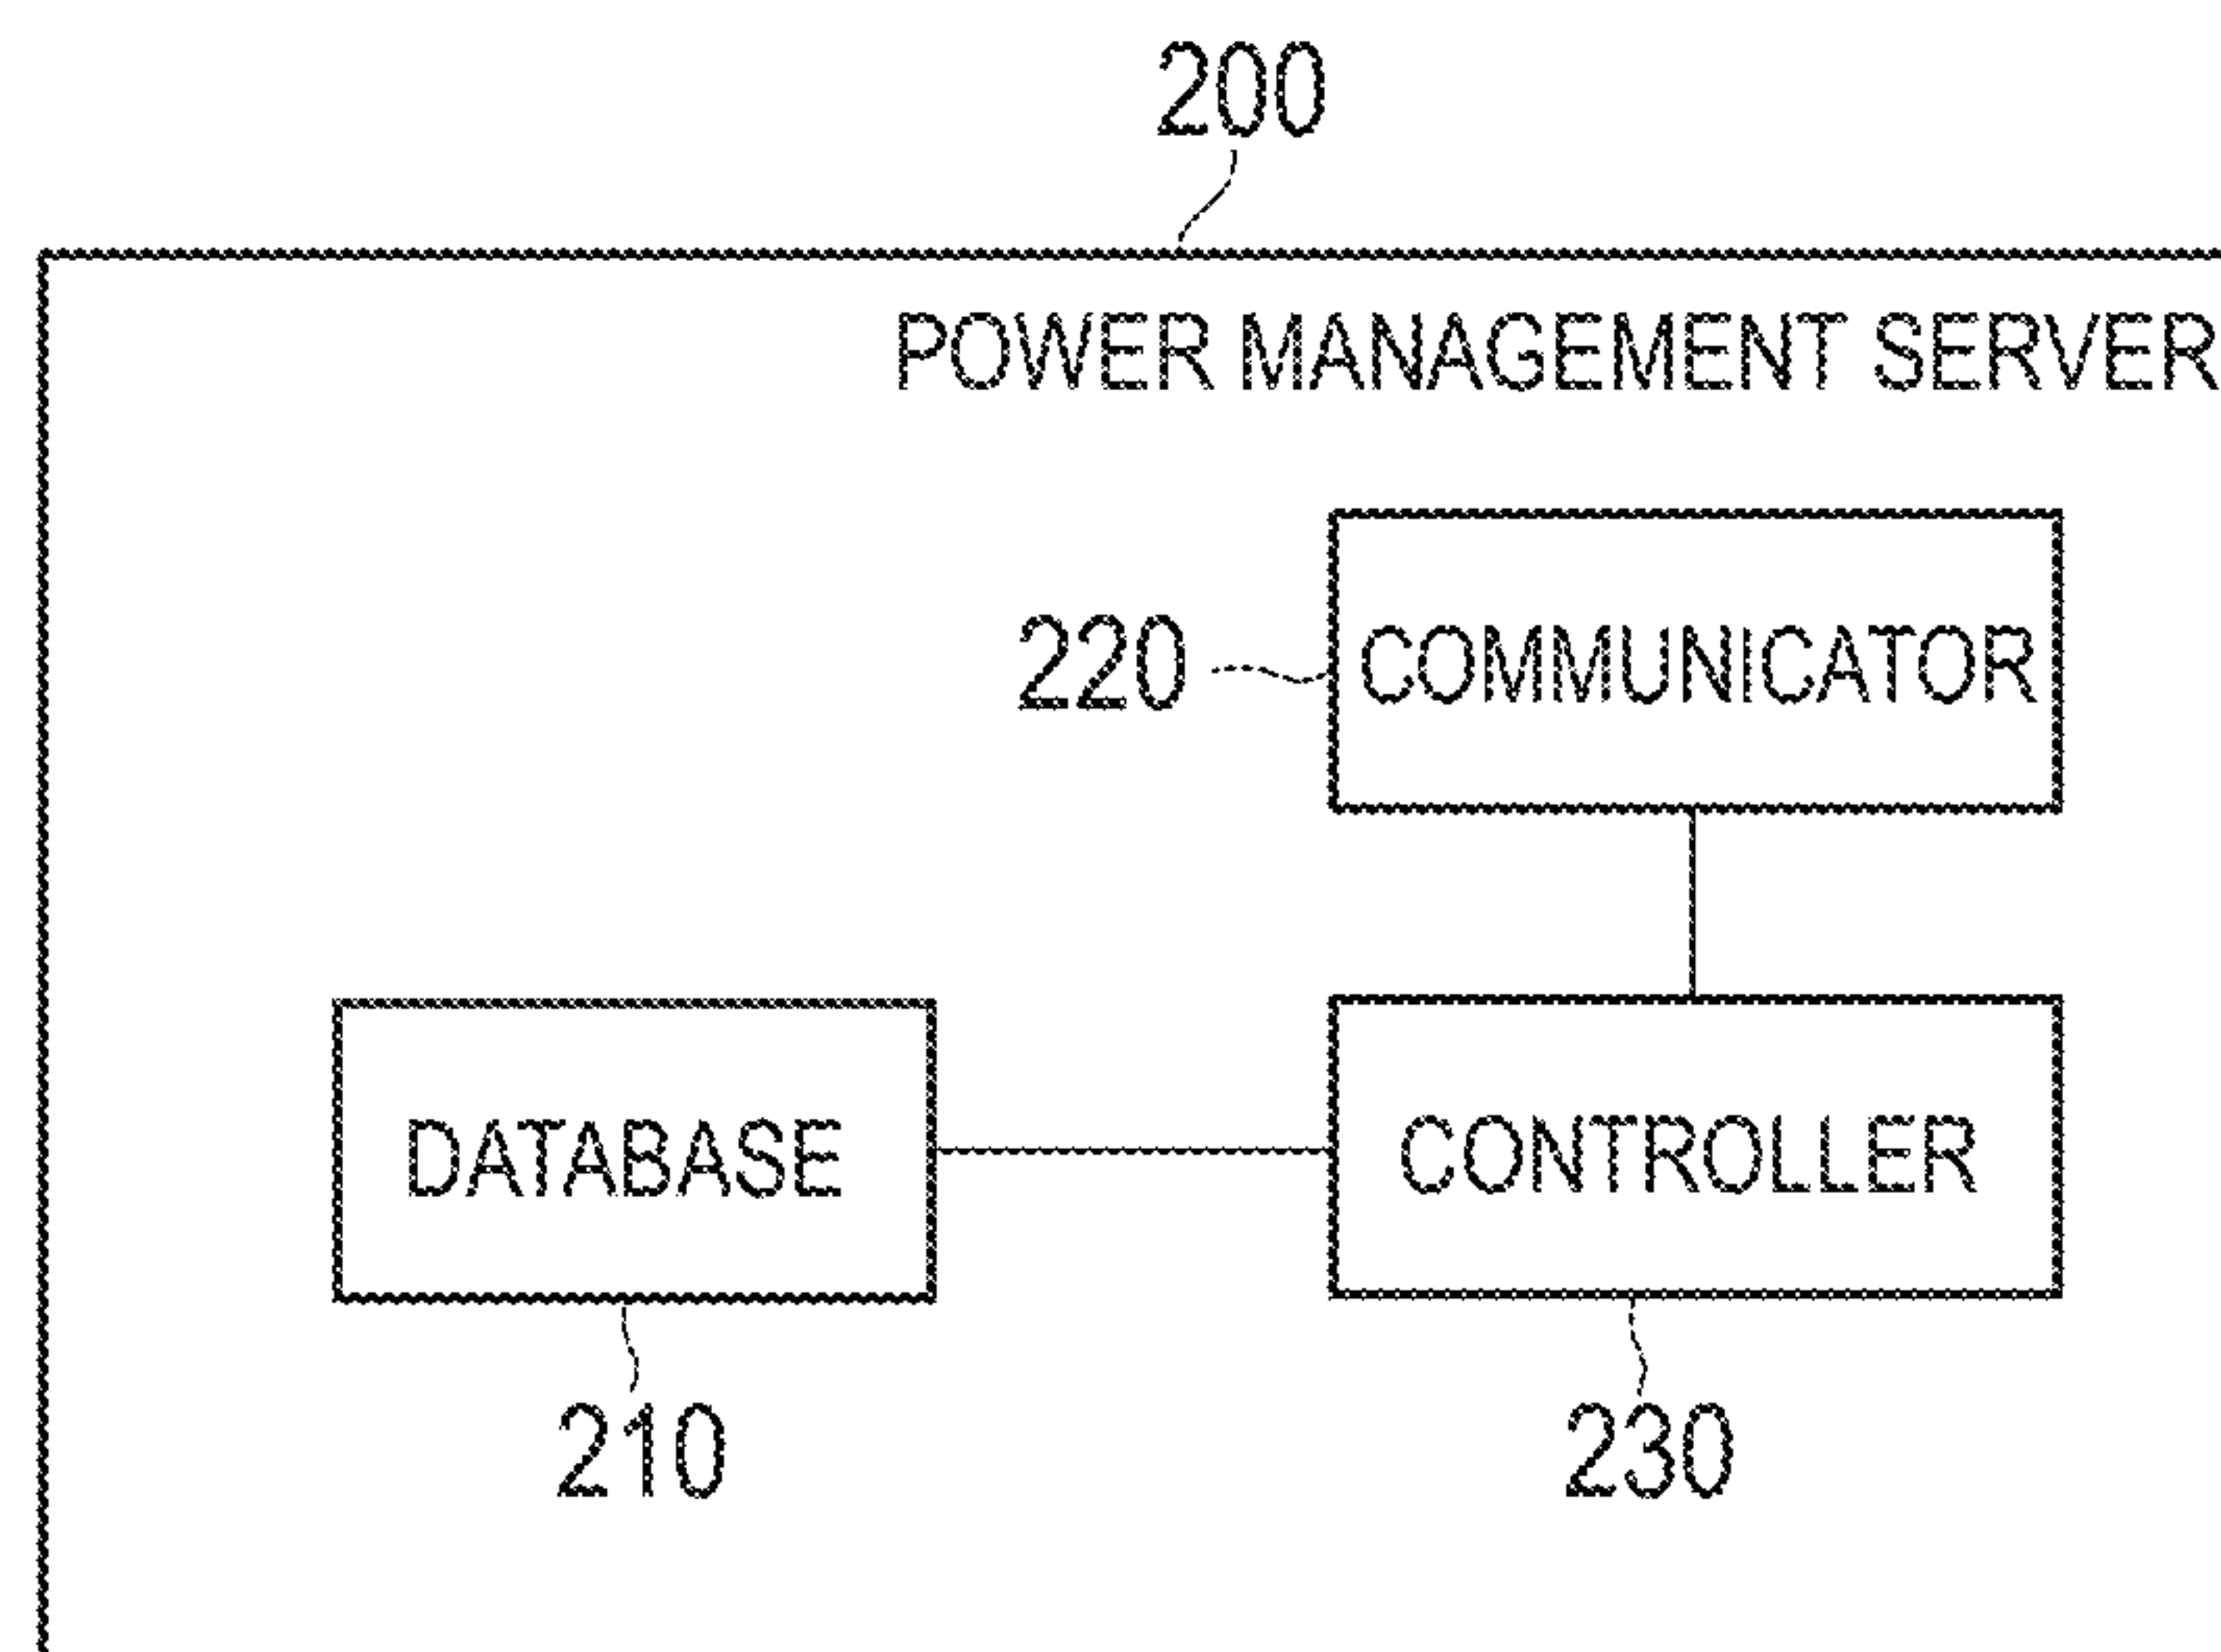 200
POWER MANAGEMENT SERVER
220
COMMUNICATOR
DATABASE
CONTROLLER
210
230